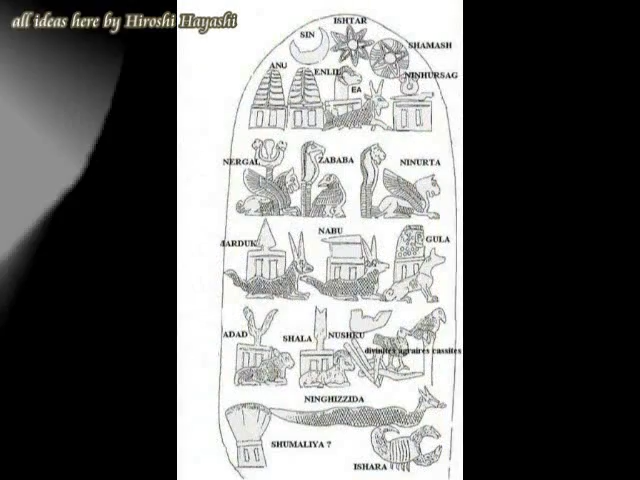 all ideas here by Hiroshi Hayashi
ISHTAR
SIN
SHAMASH
ANU
ENLIL
NINHURSAG
EA
NERGAL
ZABABA
NINURTA
NABU
MARDUK
GULA
ADAD
SHALA
NUSHKU
divinités agraires cassites
NINGHIZZIDA
SHUMALIYA ?
ISHARA